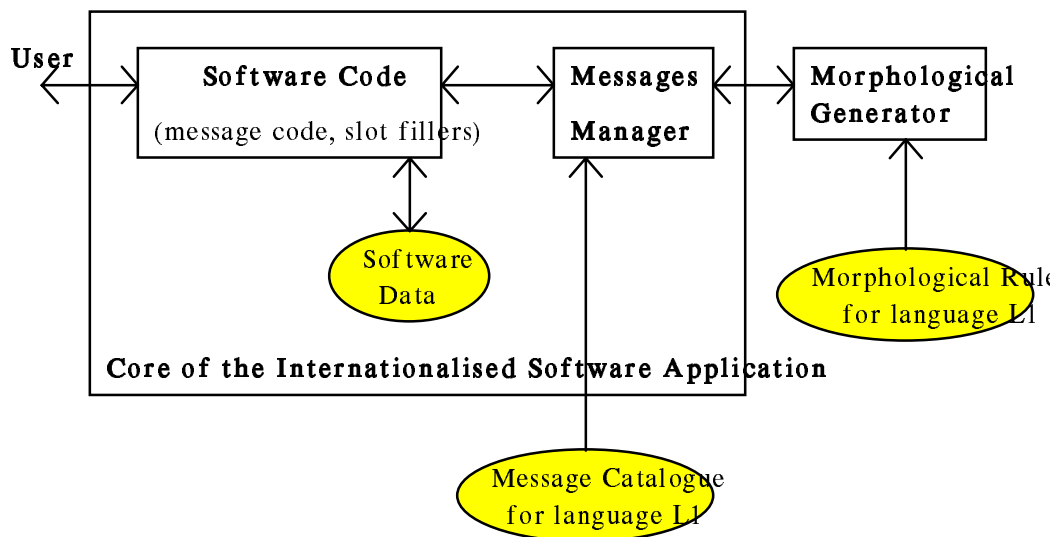 User
Software Code
(message code, slot fillers)
Messages
Manager
Morphological
Generator
Software
Data
Morphological Rule
for language L1
Core of the Internationalised Software Application
Message Catalogue
for language L1